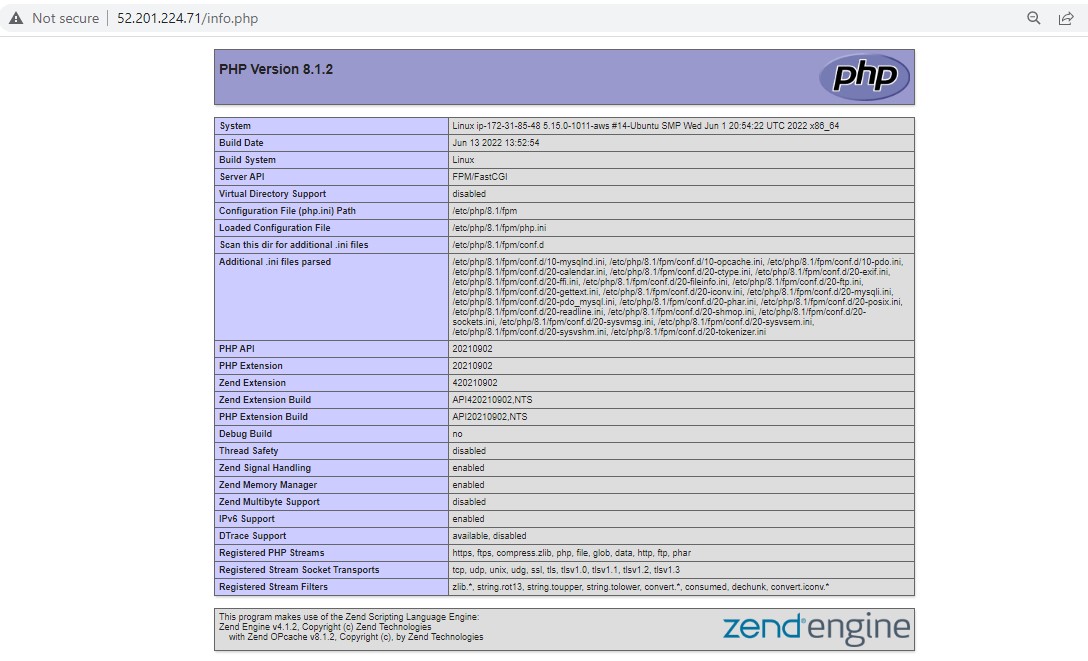 Not secure | 52.201.224.71/info.php
PHP Version 8.1.2
php
System Linux ip-172-31-85-48 5.15.0-1011-aws #14-Ubuntu SMP Wed Jun 1 20:54:22 UTC 2022 x86_64
Build Date Jun 13 2022 13:52:54
Build System Linux
Server API FPM/FastCGI
Virtual Directory Support disabled
Configuration File (php.ini) Path /etc/php/8.1/fpm
Loaded Configuration File /etc/php/8.1/fpm/php.ini
Scan this dir for additional .ini files /etc/php/8.1/fpm/conf.d
Additional .ini files parsed /etc/php/8.1/fpm/conf.d/10-mysqlnd.ini, /etc/php/8.1/fpm/conf.d/10-opcache.ini, /etc/php/8.1/fpm/conf.d/10-pdo.ini,
/etc/php/8.1/fpm/conf.d/20-calendar.ini, /etc/php/8.1/fpm/conf.d/20-ctype.ini, /etc/php/8.1/fpm/conf.d/20-exif.ini,
/etc/php/8.1/fpm/conf.d/20-ffi.ini, /etc/php/8.1/fpm/conf.d/20-fileinfo.ini, /etc/php/8.1/fpm/conf.d/20-ftp.ini,
/etc/php/8.1/fpm/conf.d/20-gettext.ini, /etc/php/8.1/fpm/conf.d/20-iconv.ini, /etc/php/8.1/fpm/conf.d/20-mysqli.ini,
/etc/php/8.1/fpm/conf.d/20-pdo_mysql.ini, /etc/php/8.1/fpm/conf.d/20-phar.ini, /etc/php/8.1/fpm/conf.d/20-posix.ini,
/etc/php/8.1/fpm/conf.d/20-readline.ini, /etc/php/8.1/fpm/conf.d/20-shmop.ini, /etc/php/8.1/fpm/conf.d/20-
sockets.ini, /etc/php/8.1/fpm/conf.d/20-sysvmsg.ini, /etc/php/8.1/fpm/conf.d/20-sysvsem.ini,
/etc/php/8.1/fpm/conf.d/20-sysvshm.ini, /etc/php/8.1/fpm/conf.d/20-tokenizer.ini
PHP API 20210902
PHP Extension 20210902
Zend Extension 420210902
Zend Extension Build API420210902,NTS
PHP Extension Build API20210902,NTS
Debug Build no
Thread Safety disabled
Zend Signal Handling enabled
Zend Memory Manager enabled
Zend Multibyte Support disabled
IPv6 Support enabled
DTrace Support available, disabled
Registered PHP Streams https, ftps, compress.zlib, php, file, glob, data, http, ftp, phar
Registered Stream Socket Transports tcp, udp, unix, udg, ssl, tls, tlsv1.0, tlsv1.1, tlsv1.2, tlsv1.3
Registered Stream Filters zlib.*, string.rot13, string.toupper, string.tolower, convert.*, consumed, dechunk, convert.iconv.*
This program makes use of the Zend Scripting Language Engine:
Zend Engine v4.1.2, Copyright (c) Zend Technologies
with Zend OPcache v8.1.2, Copyright (c), by Zend Technologies
zend engine